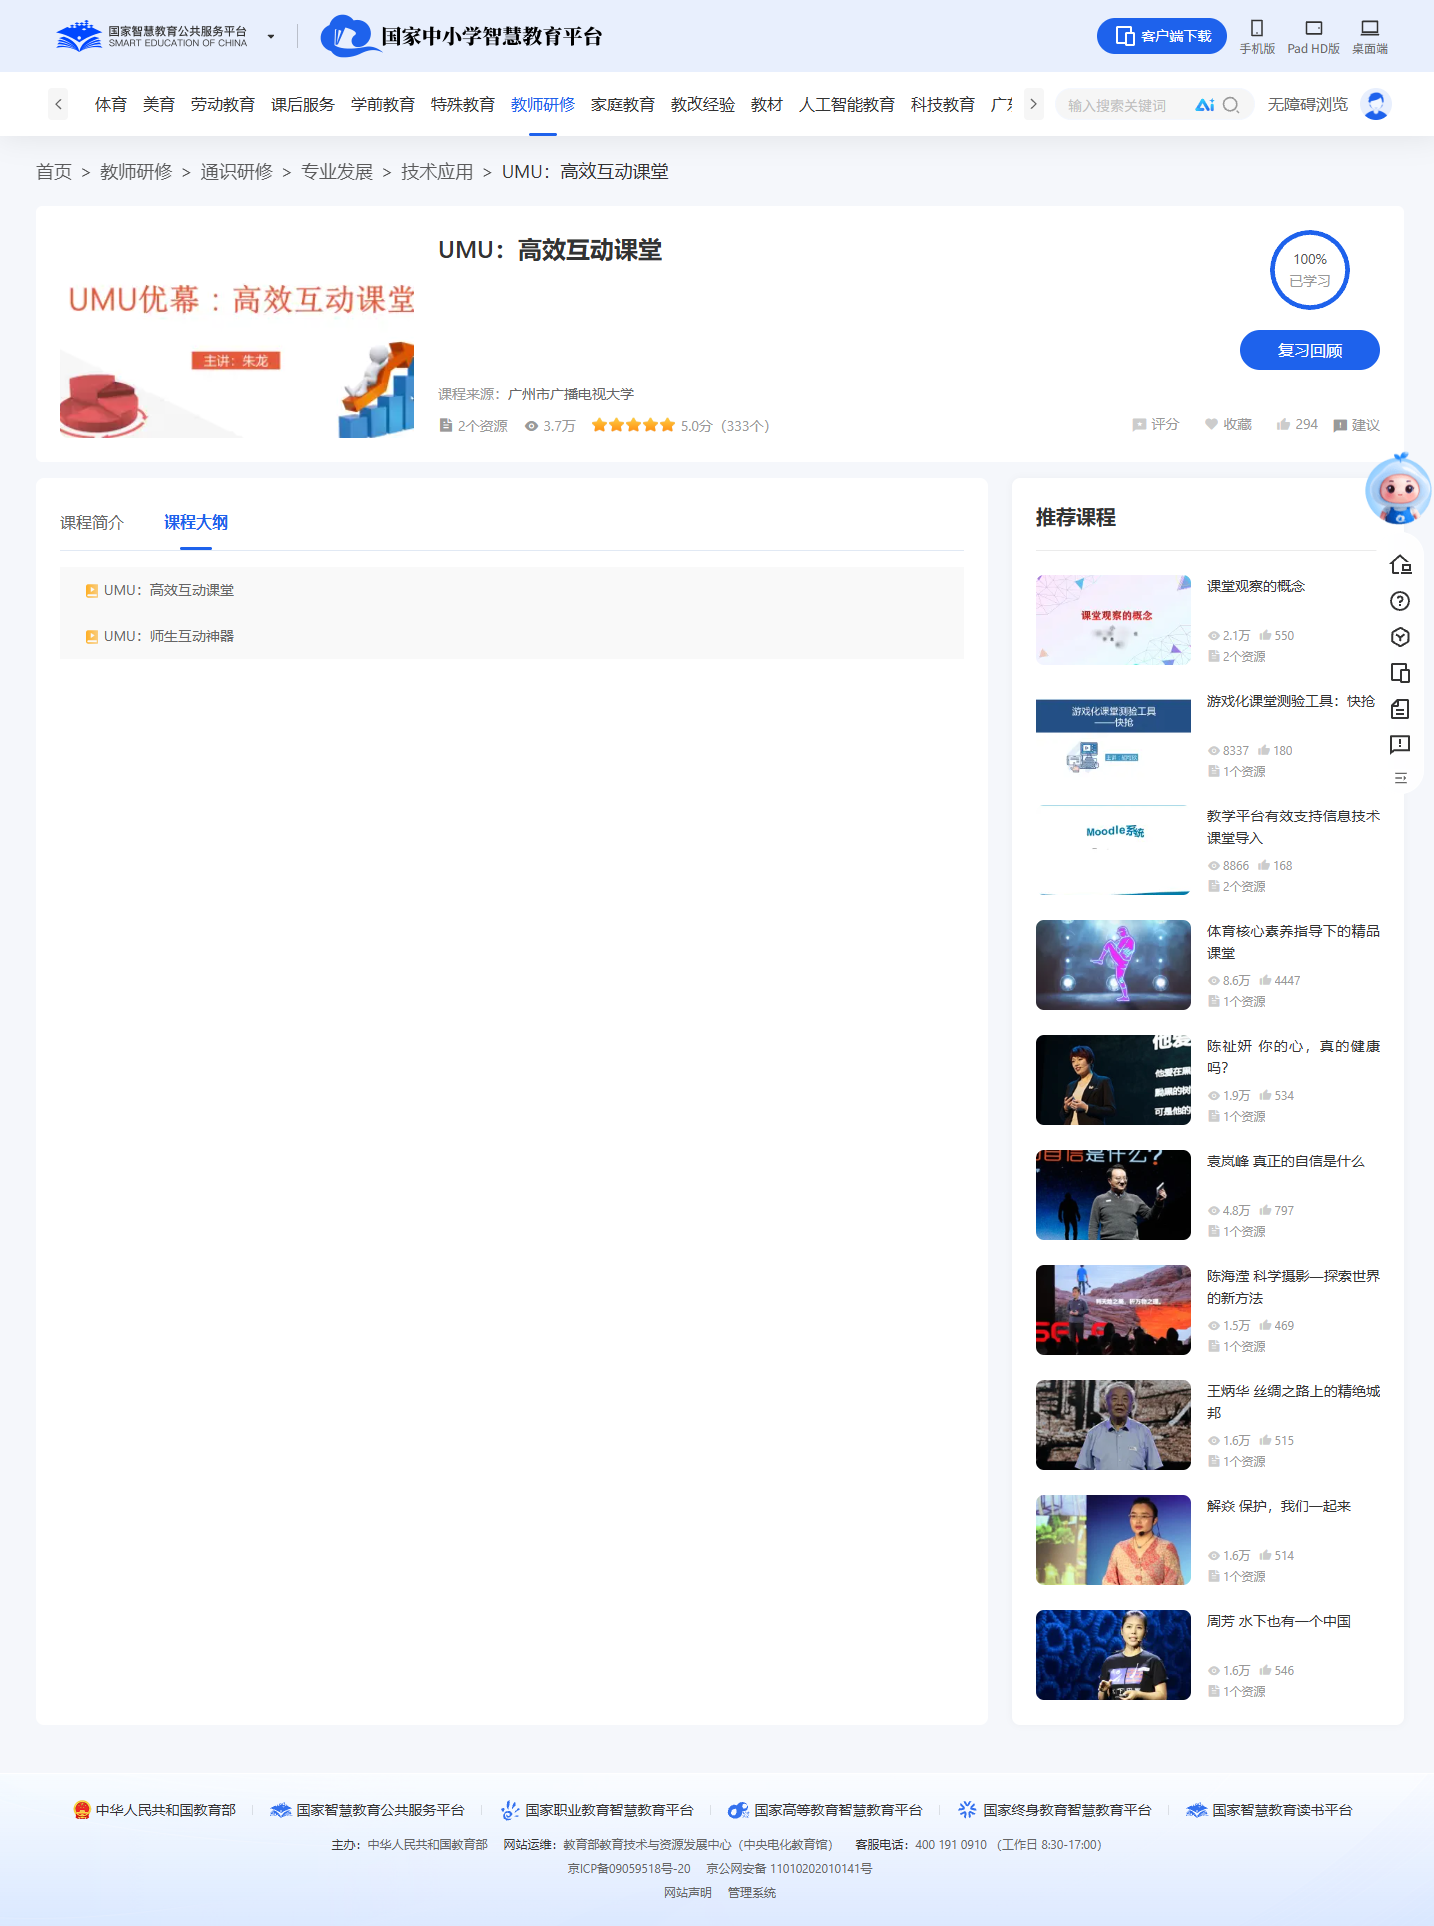 国家智慧教育公共服务平台
SMART EDUCATION OF CHINA
国家中小学智慧教育平台
客户端下载
手机版
Pad HD版
桌面端
体育 美育 劳动教育 课后服务 学前教育 特殊教育 教师研修 家庭教育 教改经验 教材 人工智能教育 科技教育
输入搜索关键词
无障碍浏览
首页 > 教师研修 > 通识研修 > 专业发展 > 技术应用 > UMU：高效互动课堂
UMU优幕：高效互动课堂
主讲：朱龙
UMU：高效互动课堂
课程来源：广州市广播电视大学
2个资源 3.7万 5.0分（333个）
100%
已学习
复习回顾
评分 收藏 294 建议
课程简介 课程大纲
UMU：高效互动课堂
UMU：师生互动神器
推荐课程
课堂观察的概念
课堂观察的概念
2.1万 550
2个资源
游戏化课堂测验工具
——快抢
游戏化课堂测验工具：快抢
8337 180
1个资源
Moodle系统
教学平台有效支持信息技术
课堂导入
8866 168
2个资源
体育核心素养指导下的精品
课堂
8.6万 4447
1个资源
他爱在黑
黝黑的树
可是他的
陈祉妍 你的心，真的健康
吗？
1.9万 534
1个资源
自信是什么？
袁岚峰 真正的自信是什么
4.8万 797
1个资源
陈海滢 科学摄影—探索世界
的新方法
1.5万 469
1个资源
王炳华 丝绸之路上的精绝城
邦
1.6万 515
1个资源
解焱 保护，我们一起来
1.6万 514
1个资源
周芳 水下也有一个中国
1.6万 546
1个资源
中华人民共和国教育部 国家智慧教育公共服务平台 国家职业教育智慧教育平台 国家高等教育智慧教育平台 国家终身教育智慧教育平台 国家智慧教育读书平台
主办：中华人民共和国教育部 网站运维：教育部教育技术与资源发展中心（中央电化教育馆） 客服电话：400 191 0910 （工作日 8:30-17:00）
京ICP备09059518号-20 京公网安备 11010202010141号
网站声明 管理系统